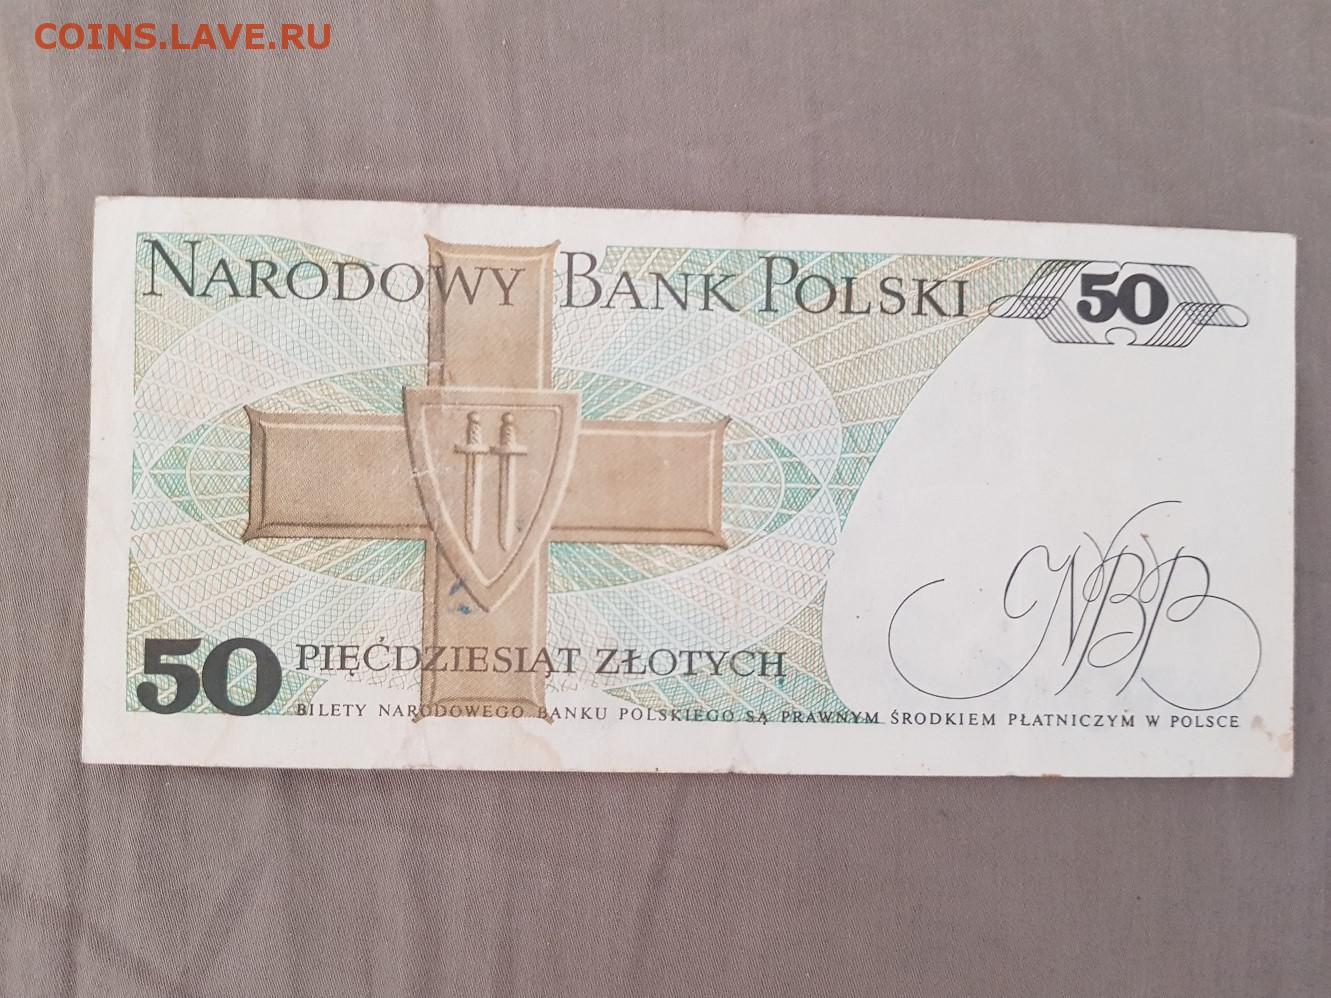 COINS.LAVE.RU
NARODOWY BANK POLSKI 50
NBP
50 PIĘĆDZIESIĄT ZŁOTYCH
BILETY NARODOWEGO BANKU POLSKIEGO SĄ PRAWNYM ŚRODKIEM PŁATNICZYM W POLSCE